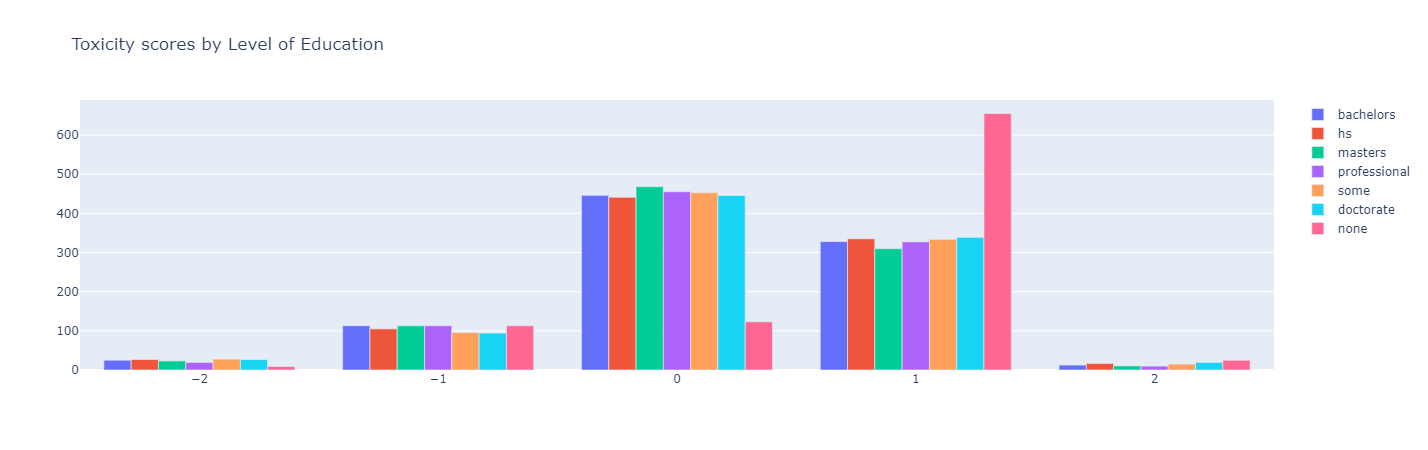 Toxicity scores by Level of Education
600
500
400
300
200
100
0
−2
−1
0
1
2
bachelors
hs
masters
professional
some
doctorate
none